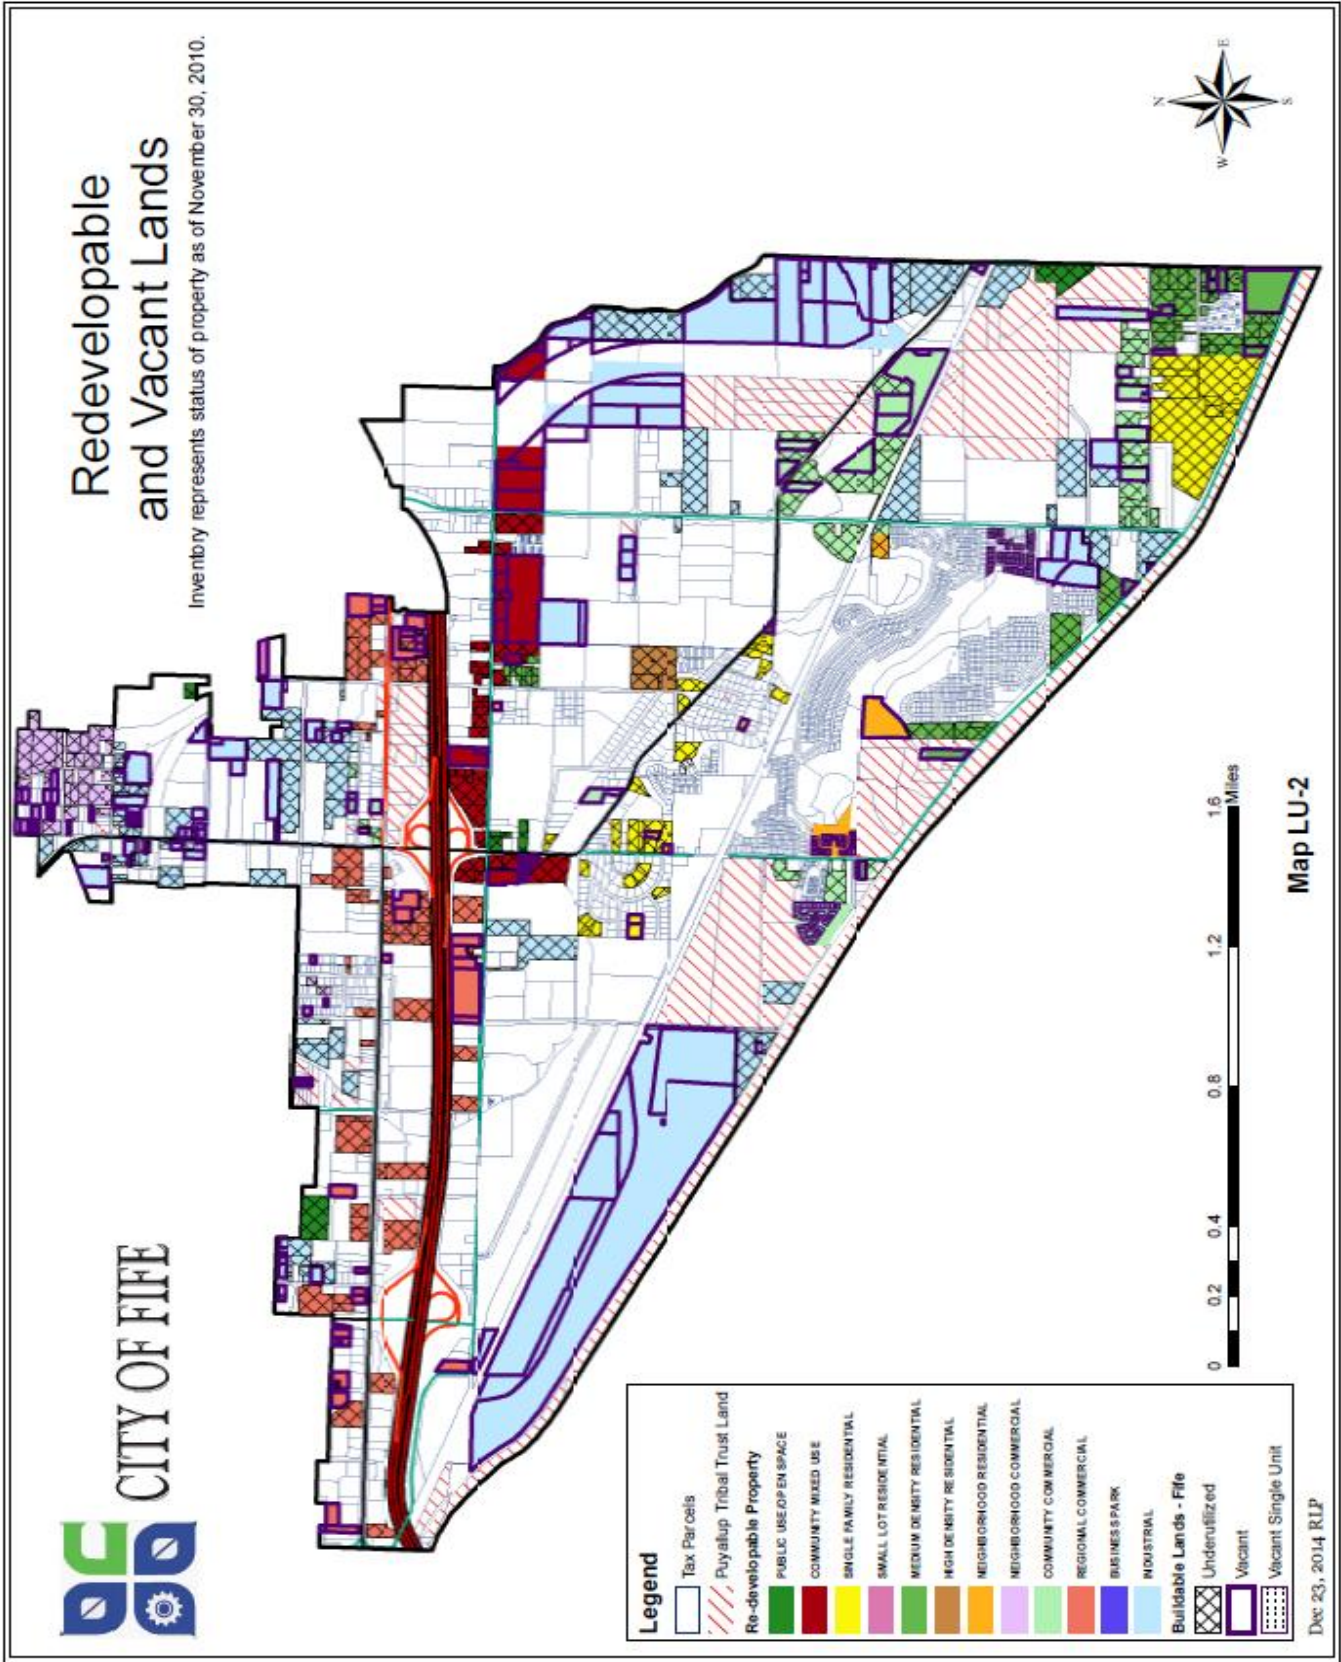 CITY OF FIFE
Redevelopable
and Vacant Lands
Inventory represents status of property as of November 30, 2010.
N
W
E
S
Legend
Tax Parcels
Puyallup Tribal Trust Land
Re-developable Property
PUBLIC USE/OPEN SPACE
COMMUNITY MIXED USE
SINGLE FAMILY RESIDENTIAL
SMALL LOT RESIDENTIAL
MEDIUM DENSITY RESIDENTIAL
HIGH DENSITY RESIDENTIAL
NEIGHBORHOOD RESIDENTIAL
NEIGHBORHOOD COMMERCIAL
COMMUNITY COMMERCIAL
REGIONAL COMMERCIAL
BUSINESS PARK
INDUSTRIAL
Buildable Lands - Fife
Underutilized
Vacant
Vacant Single Unit
0 0.2 0.4 0.8 1.2 1.6
Miles
Map LU-2
Dec 23, 2014 RLP